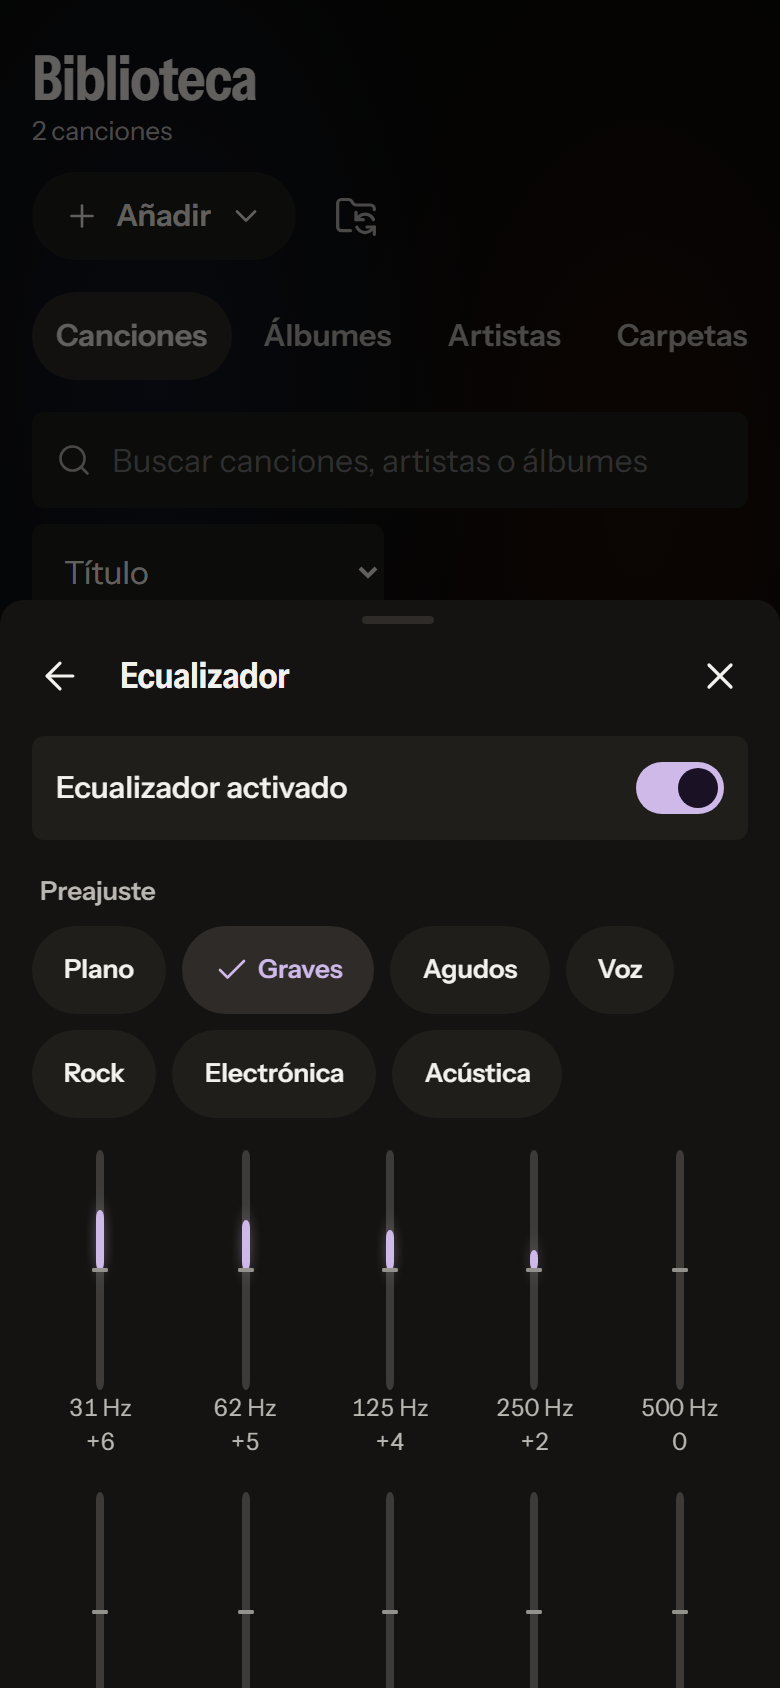 Biblioteca
2 canciones
Añadir
Canciones Álbumes Artistas Carpetas
Buscar canciones, artistas o álbumes
Título
Ecualizador
Ecualizador activado
Preajuste
Plano Graves Agudos Voz
Rock Electrónica Acústica
31 Hz 62 Hz 125 Hz 250 Hz 500 Hz
+6 +5 +4 +2 0